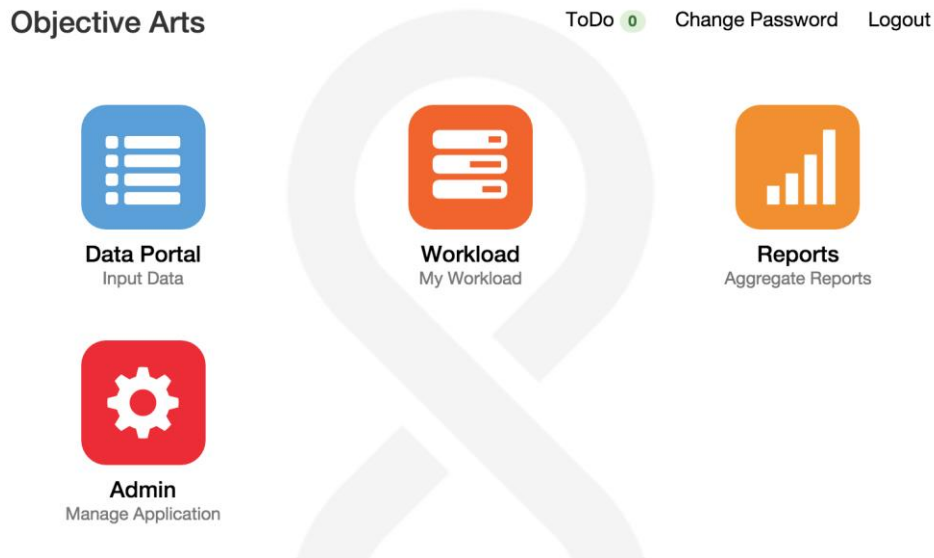 Objective Arts
ToDo 0 Change Password Logout
Data Portal
Input Data
Workload
My Workload
Reports
Aggregate Reports
Admin
Manage Application